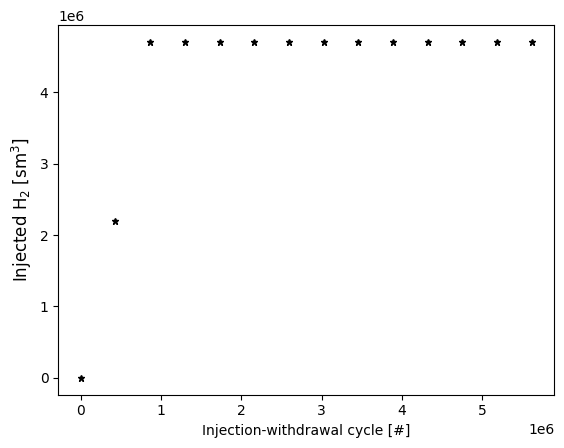 1e6
Injected H₂ [sm³]
4
3
2
1
0
0 1 2 3 4 5
1e6
Injection-withdrawal cycle [#]